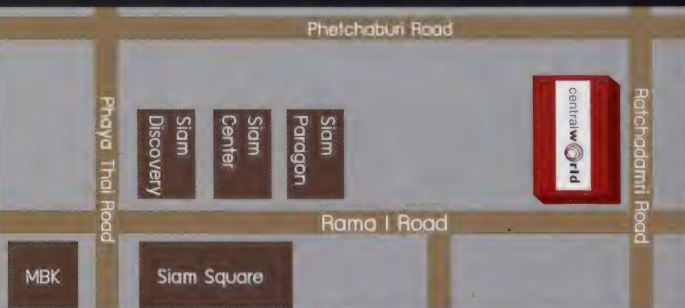 Phetchaburi Road
Phaya Thai Road
Siam
Discovery
Siam
Center
Siam
Paragon
centralworld
Ratchadamri Road
Rama I Road
MBK
Siam Square